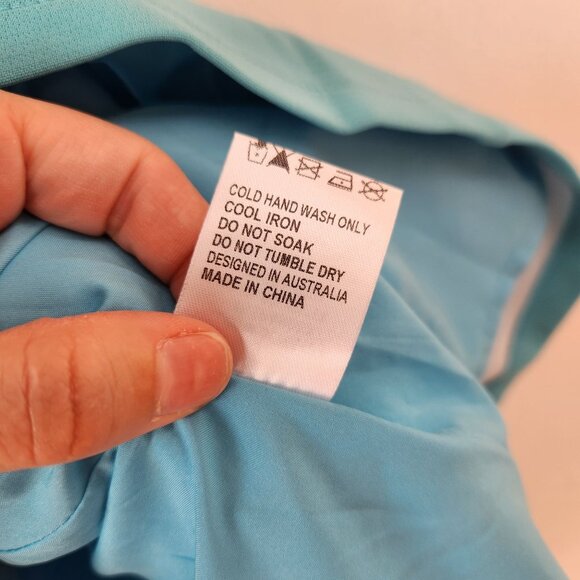 COLD HAND WASH ONLY
COOL IRON
DO NOT SOAK
DO NOT TUMBLE DRY
DESIGNED IN AUSTRALIA
MADE IN CHINA